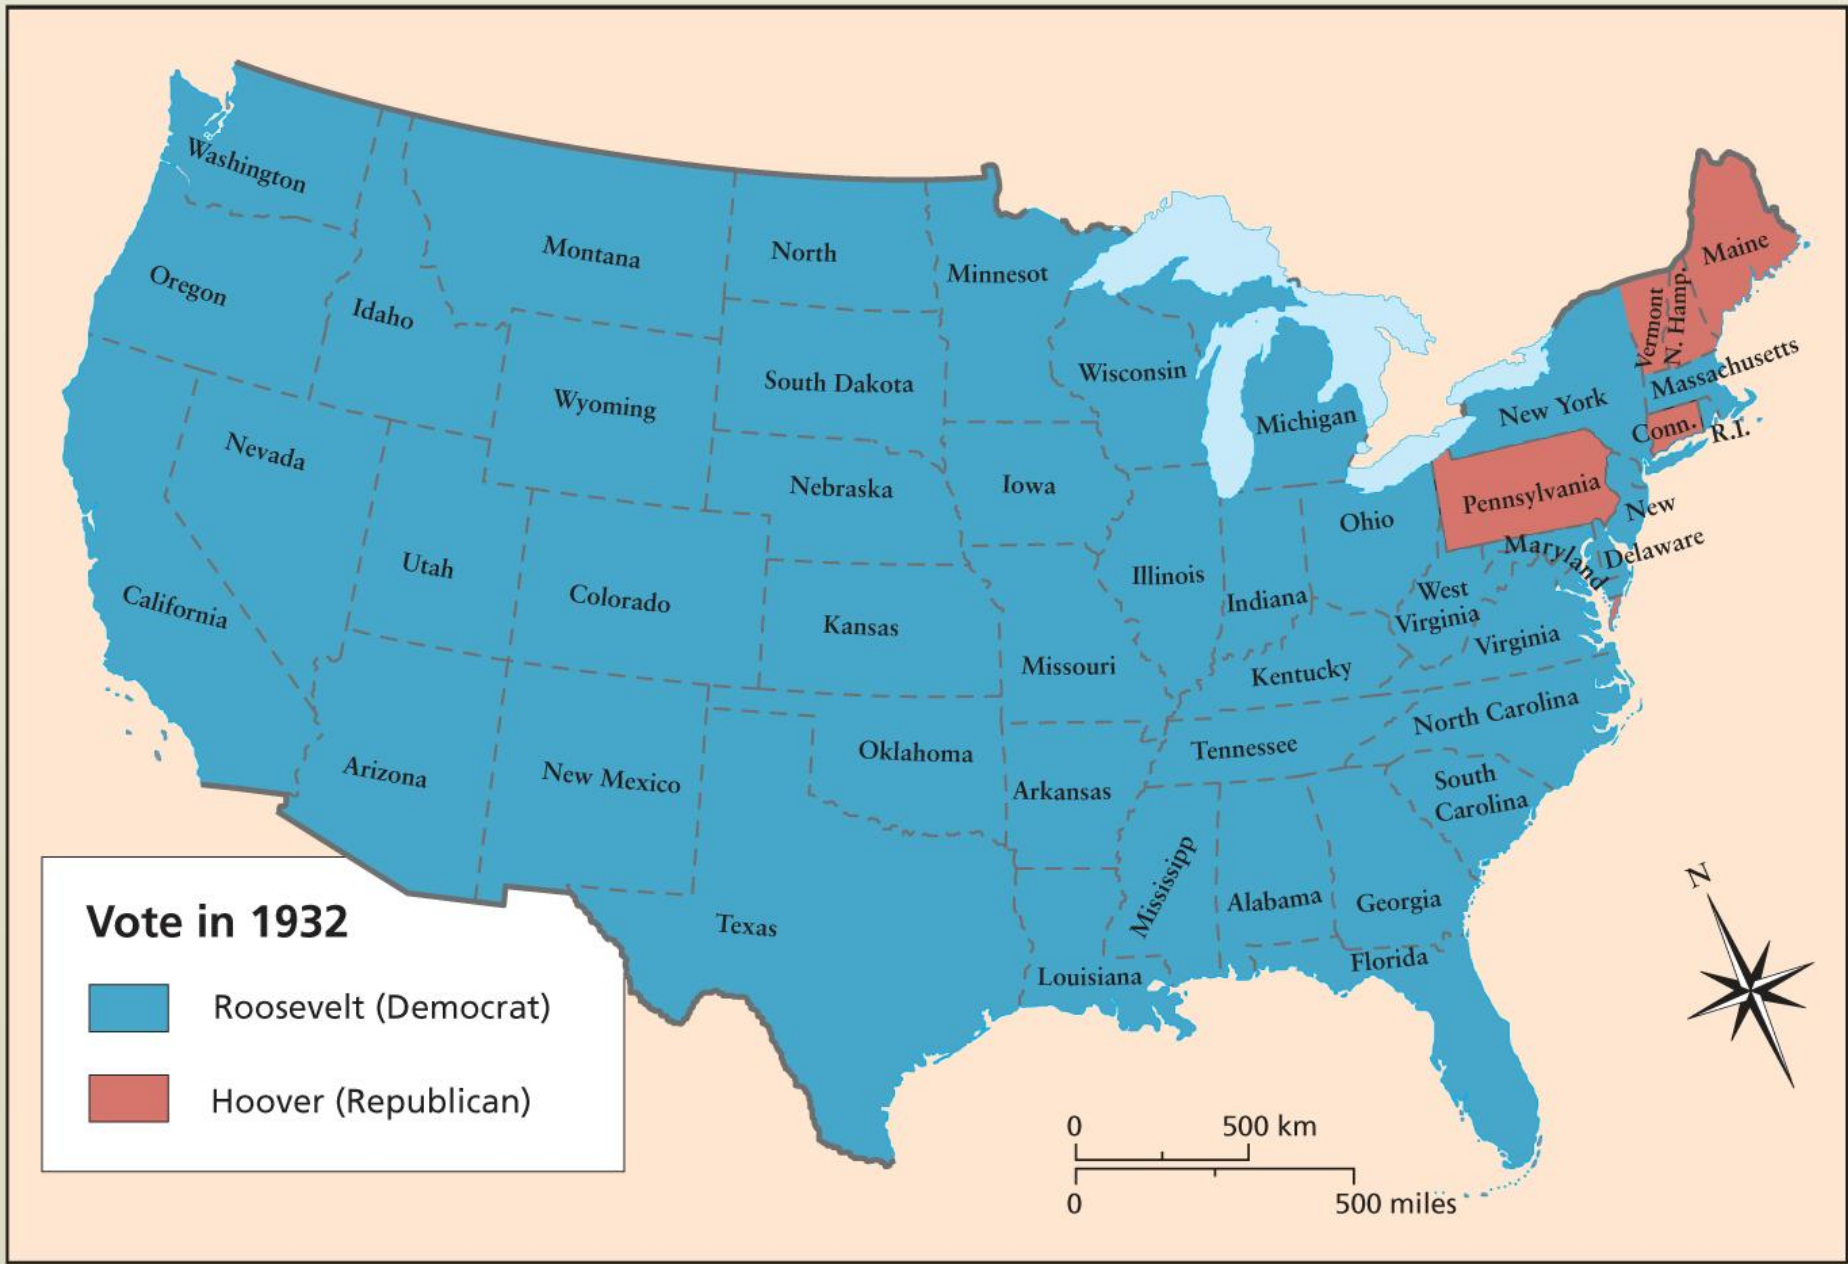 Washington
Oregon
Idaho
Montana
North
Minnesot
Wisconsin
Michigan
Maine
Vermont
N. Hamp.
Massachusetts
New York
Conn.
R.I.
Wyoming
South Dakota
Nevada
Nebraska
Iowa
Pennsylvania
New
Ohio
Maryland
Delaware
Utah
Colorado
Illinois
Indiana
West
Virginia
Virginia
California
Kansas
Missouri
Kentucky
North Carolina
Arizona
New Mexico
Oklahoma
Arkansas
Tennessee
South
Carolina
Mississipp
Alabama
Georgia
Texas
Louisiana
Florida
N
Vote in 1932
Roosevelt (Democrat)
Hoover (Republican)
0 500 km
0 500 miles